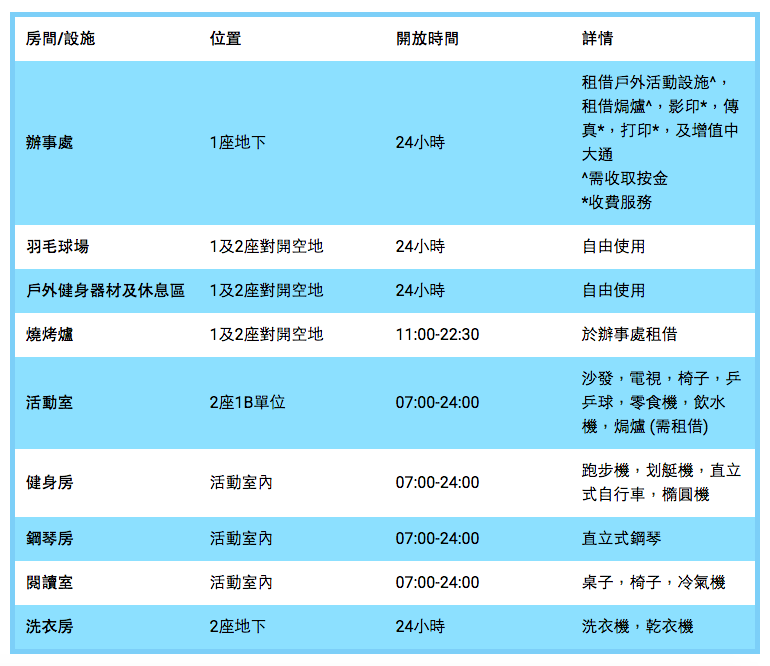 房間/設施 位置 開放時間 詳情
租借戶外活動設施^，
租借焗爐^，影印*，傳
真*，打印*，及增值中
辦事處 1座地下 24小時
大通
^需收取按金
*收費服務
羽毛球場 1及2座對開空地 24小時 自由使用
戶外健身器材及休息區 1及2座對開空地 24小時 自由使用
燒烤爐 1及2座對開空地 11:00-22:30 於辦事處租借
沙發，電視，椅子，乒
活動室 2座1B單位 07:00-24:00 乓球，零食機，飲水
機，焗爐 (需租借)
健身房 活動室內 07:00-24:00 跑步機，划艇機，直立
式自行車，橢圓機
鋼琴房 活動室內 07:00-24:00 直立式鋼琴
閱讀室 活動室內 07:00-24:00 桌子，椅子，冷氣機
洗衣房 2座地下 24小時 洗衣機，乾衣機